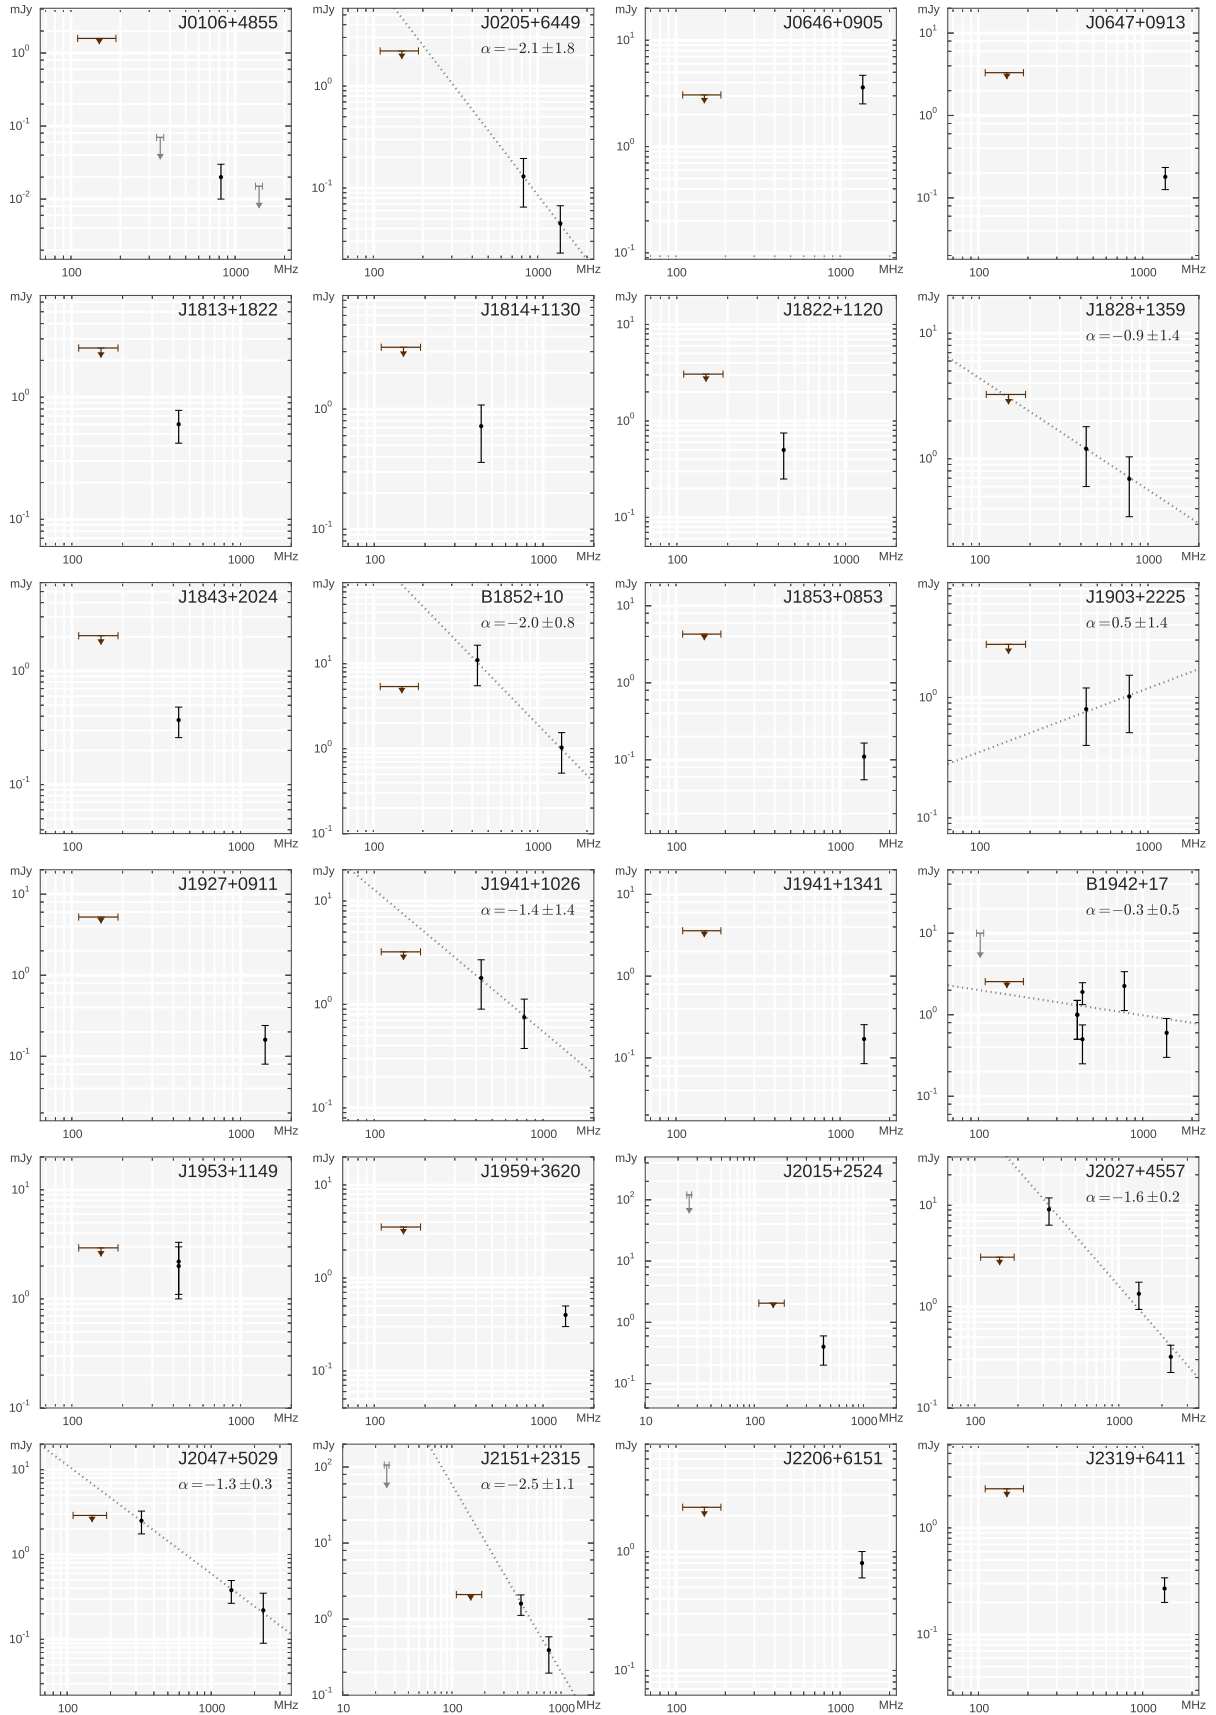 J0106+4855
mJy
10^0
10^-1
10^-2
100
1000
MHz
J0205+6449
α=−2.1±1.8
mJy
10^0
10^-1
100
1000
MHz
J0646+0905
mJy
10^1
10^0
10^-1
100
1000
MHz
J0647+0913
mJy
10^1
10^0
10^-1
100
1000
MHz
J1813+1822
mJy
10^0
10^-1
100
1000
MHz
J1814+1130
mJy
10^0
10^-1
100
1000
MHz
J1822+1120
mJy
10^1
10^0
10^-1
100
1000
MHz
J1828+1359
α=−0.9±1.4
mJy
10^1
10^0
100
1000
MHz
J1843+2024
mJy
10^0
10^-1
100
1000
MHz
B1852+10
α=−2.0±0.8
mJy
10^1
10^0
10^-1
100
1000
MHz
J1853+0853
mJy
10^1
10^0
10^-1
100
1000
MHz
J1903+2225
α=0.5±1.4
mJy
10^0
10^-1
100
1000
MHz
J1927+0911
mJy
10^1
10^0
10^-1
100
1000
MHz
J1941+1026
α=−1.4±1.4
mJy
10^1
10^0
10^-1
100
1000
MHz
J1941+1341
mJy
10^1
10^0
10^-1
100
1000
MHz
B1942+17
α=−0.3±0.5
mJy
10^1
10^0
10^-1
100
1000
MHz
J1953+1149
mJy
10^1
10^0
10^-1
100
1000
MHz
J1959+3620
mJy
10^1
10^0
10^-1
100
1000
MHz
J2015+2524
mJy
10^2
10^1
10^0
10^-1
10
100
1000
MHz
J2027+4557
α=−1.6±0.2
mJy
10^1
10^0
10^-1
100
1000
MHz
J2047+5029
α=−1.3±0.3
mJy
10^1
10^0
10^-1
100
1000
MHz
J2151+2315
α=−2.5±1.1
mJy
10^2
10^1
10^0
10^-1
10
100
1000
MHz
J2206+6151
mJy
10^0
10^-1
100
1000
MHz
J2319+6411
mJy
10^0
10^-1
100
1000
MHz